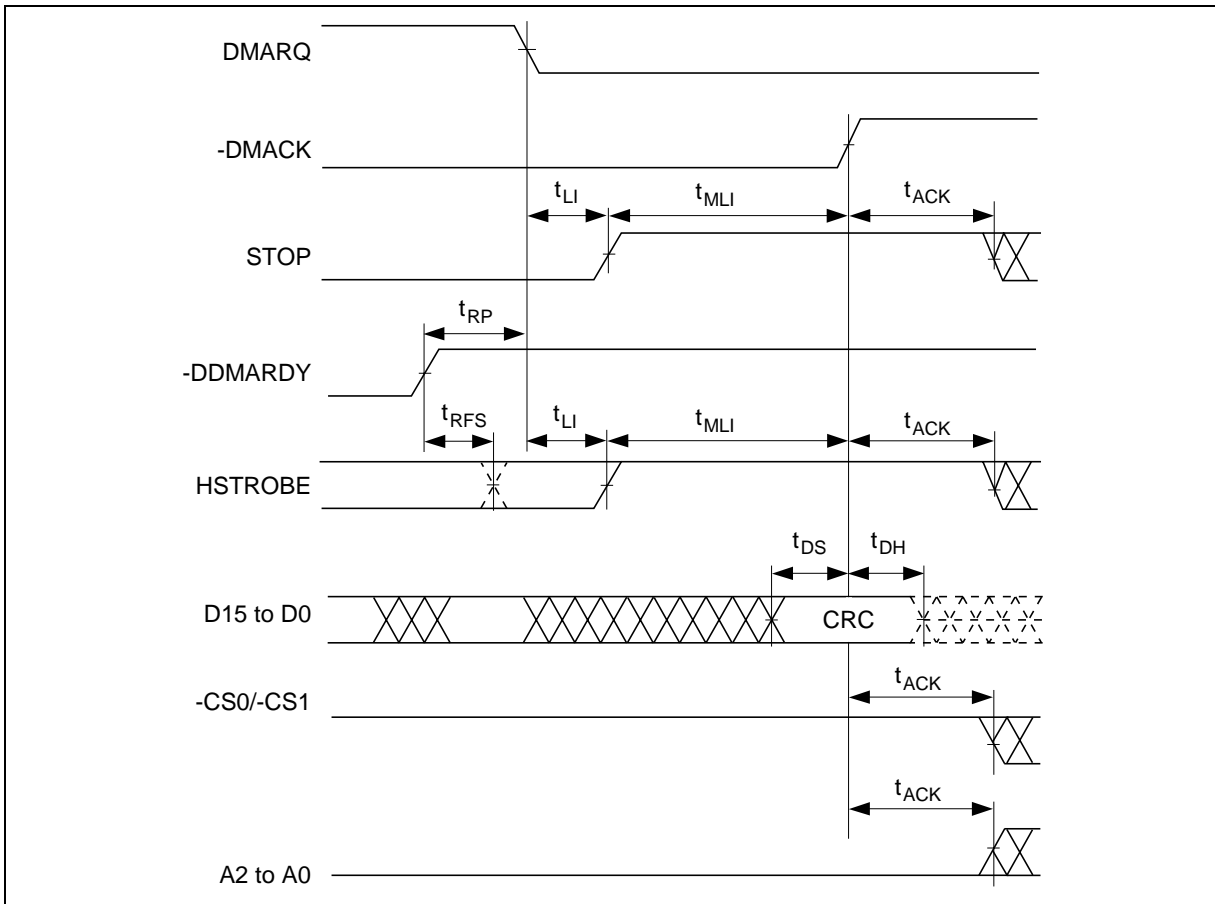 DMARQ
-DMACK
tLI
tMLI
tACK
STOP
tRP
-DDMARDY
tRFS
tLI
tMLI
tACK
HSTROBE
tDS
tDH
D15 to D0
CRC
-CS0/-CS1
tACK
tACK
A2 to A0